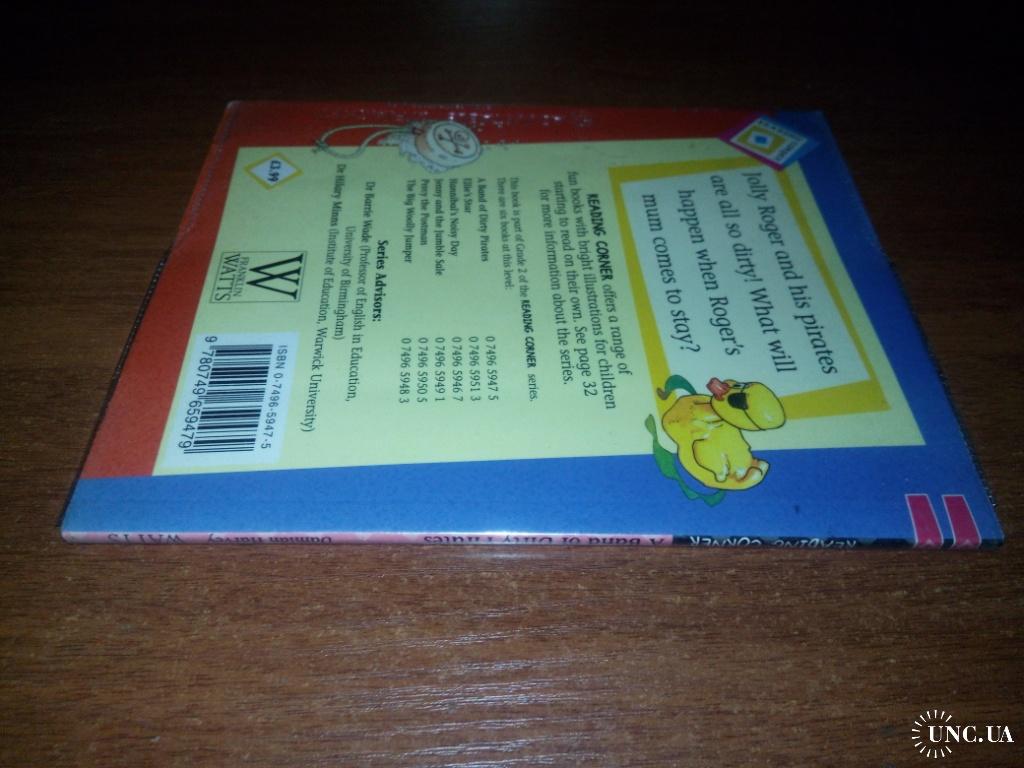 READING CORNER
Jolly Roger and his pirates
are all so dirty! What will
happen when Roger's
mum comes to stay?
READING CORNER offers a range of
fun books with bright illustrations for children
starting to read on their own. See page 32
for more information about the series.
This book is part of Grade 2 of the READING CORNER series.
There are six books at this level:
A Band of Dirty Pirates 0 7496 5947 5
Ellie's Star 0 7496 5951 3
Hannibal's Noisy Day 0 7496 5946 7
Jenny and the Jumble Sale 0 7496 5949 1
Percy the Postman 0 7496 5950 5
The Big Woolly Jumper 0 7496 5948 3
Series Advisors:
Dr Barrie Wade (Professor of English in Education,
University of Birmingham)
Dr Hilary Minns (Institute of Education, Warwick University)
£3.99
W
FRANKLIN
WATTS
ISBN 0-7496-5947-5
9 780749 659479
READING CORNER A Band of Dirty Pirates Damian Harvey WATTS
UNC.UA